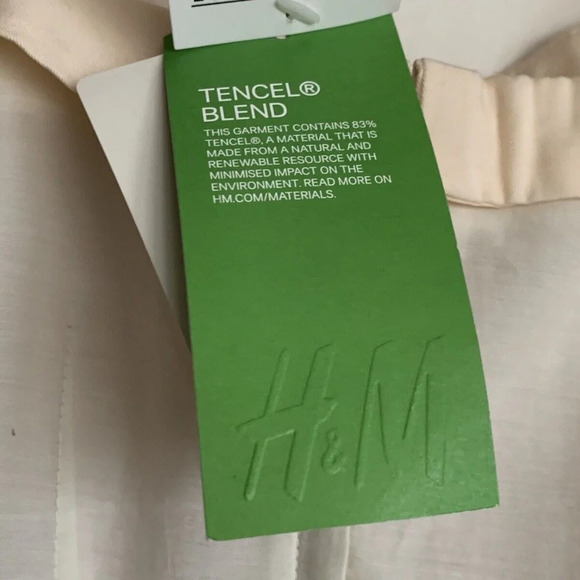 TENCEL®
BLEND
THIS GARMENT CONTAINS 83%
TENCEL®, A MATERIAL THAT IS
MADE FROM A NATURAL AND
RENEWABLE RESOURCE WITH
MINIMISED IMPACT ON THE
ENVIRONMENT. READ MORE ON
HM.COM/MATERIALS.
H&M